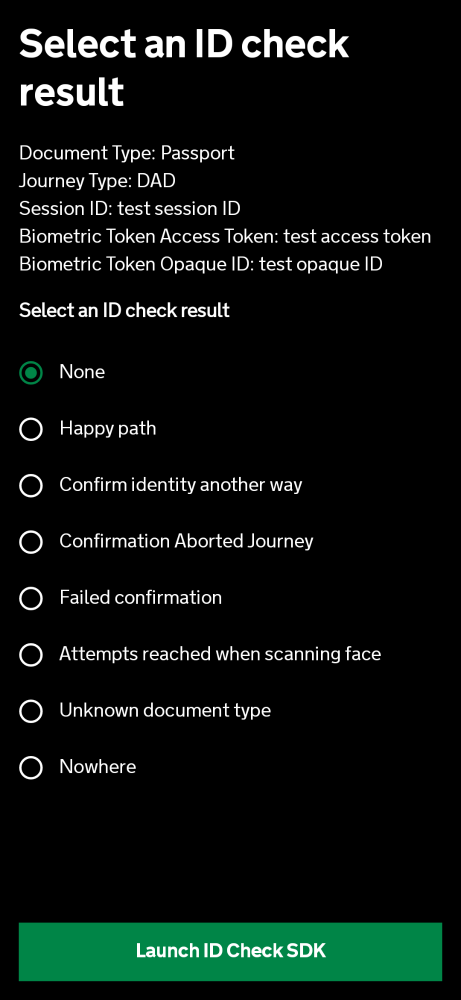 Select an ID check
result
Document Type: Passport
Journey Type: DAD
Session ID: test session ID
Biometric Token Access Token: test access token
Biometric Token Opaque ID: test opaque ID
Select an ID check result
None
Happy path
Confirm identity another way
Confirmation Aborted Journey
Failed confirmation
Attempts reached when scanning face
Unknown document type
Nowhere
Launch ID Check SDK